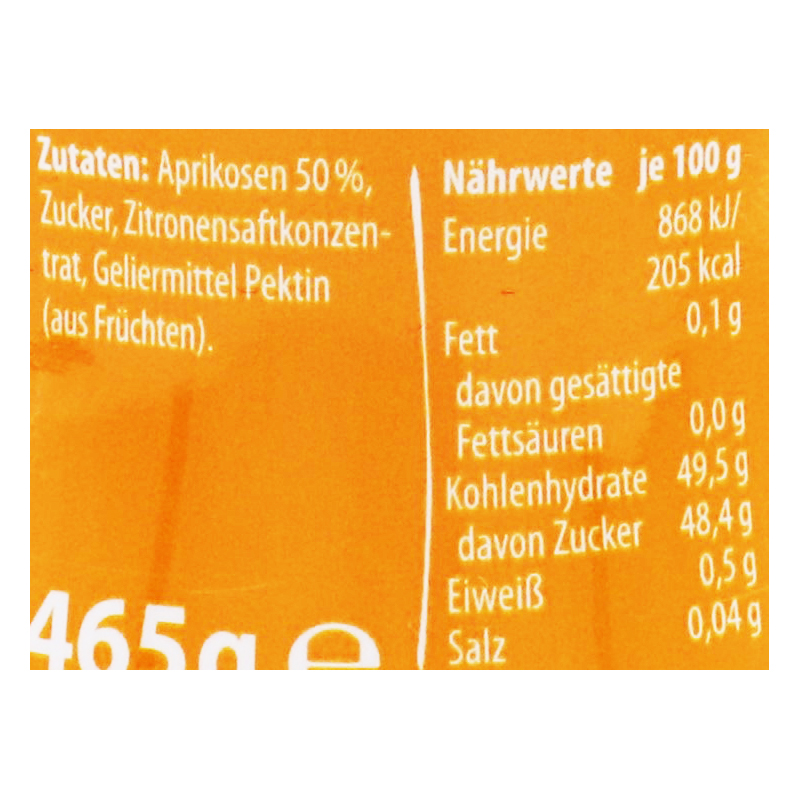 Zutaten: Aprikosen 50 %,
Zucker, Zitronensaftkonzen-
trat, Geliermittel Pektin
(aus Früchten).
465g ℮
Nährwerte je 100 g
Energie 868 kJ/
205 kcal
Fett 0,1 g
davon gesättigte
Fettsäuren 0,0 g
Kohlenhydrate 49,5 g
davon Zucker 48,4 g
Eiweiß 0,5 g
Salz 0,04 g